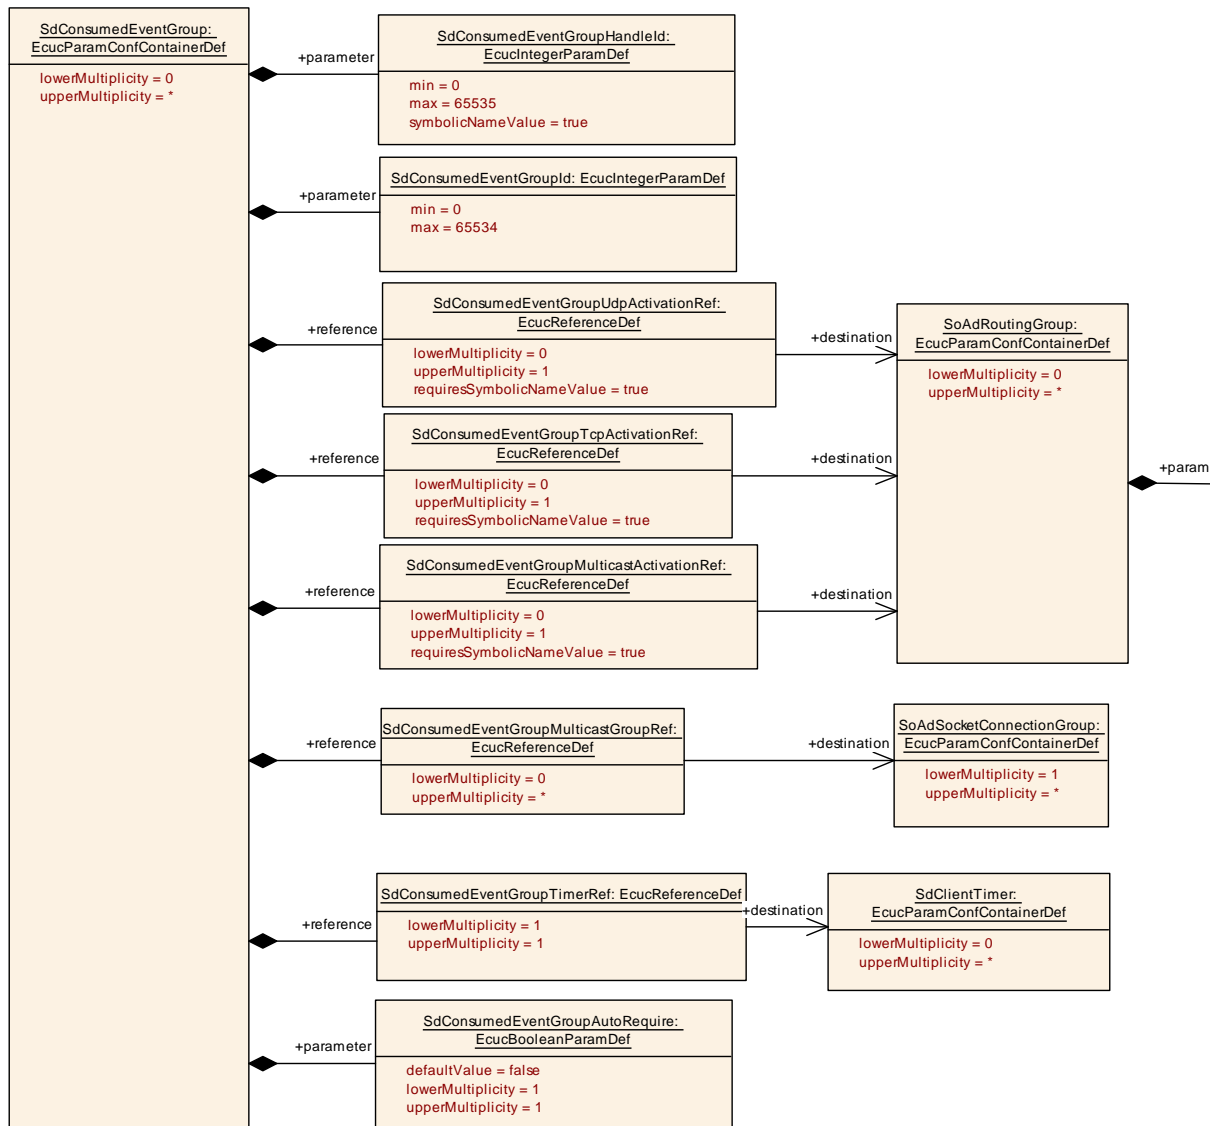 SdConsumedEventGroup:
EcucParamConfContainerDef
lowerMultiplicity = 0
upperMultiplicity = *
+parameter
SdConsumedEventGroupHandleId:
EcucIntegerParamDef
min = 0
max = 65535
symbolicNameValue = true
+parameter
SdConsumedEventGroupId: EcucIntegerParamDef
min = 0
max = 65534
+reference
SdConsumedEventGroupUdpActivationRef:
EcucReferenceDef
lowerMultiplicity = 0
upperMultiplicity = 1
requiresSymbolicNameValue = true
+destination
SoAdRoutingGroup:
EcucParamConfContainerDef
lowerMultiplicity = 0
upperMultiplicity = *
+param
+reference
SdConsumedEventGroupTcpActivationRef:
EcucReferenceDef
lowerMultiplicity = 0
upperMultiplicity = 1
requiresSymbolicNameValue = true
+destination
+reference
SdConsumedEventGroupMulticastActivationRef:
EcucReferenceDef
lowerMultiplicity = 0
upperMultiplicity = 1
requiresSymbolicNameValue = true
+destination
+reference
SdConsumedEventGroupMulticastGroupRef:
EcucReferenceDef
lowerMultiplicity = 0
upperMultiplicity = *
+destination
SoAdSocketConnectionGroup:
EcucParamConfContainerDef
lowerMultiplicity = 1
upperMultiplicity = *
+reference
SdConsumedEventGroupTimerRef: EcucReferenceDef
lowerMultiplicity = 1
upperMultiplicity = 1
+destination
SdClientTimer:
EcucParamConfContainerDef
lowerMultiplicity = 0
upperMultiplicity = *
+parameter
SdConsumedEventGroupAutoRequire:
EcucBooleanParamDef
defaultValue = false
lowerMultiplicity = 1
upperMultiplicity = 1